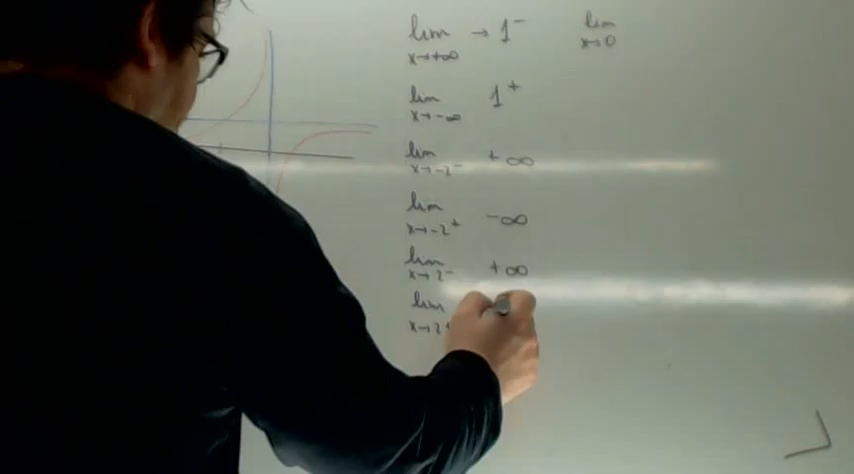 lim → 1⁻
x→+∞
lim 1⁺
x→-∞
lim +∞
x→-2⁻
lim -∞
x→-2⁺
lim +∞
x→2⁻
lim
x→2⁺
lim
x→0